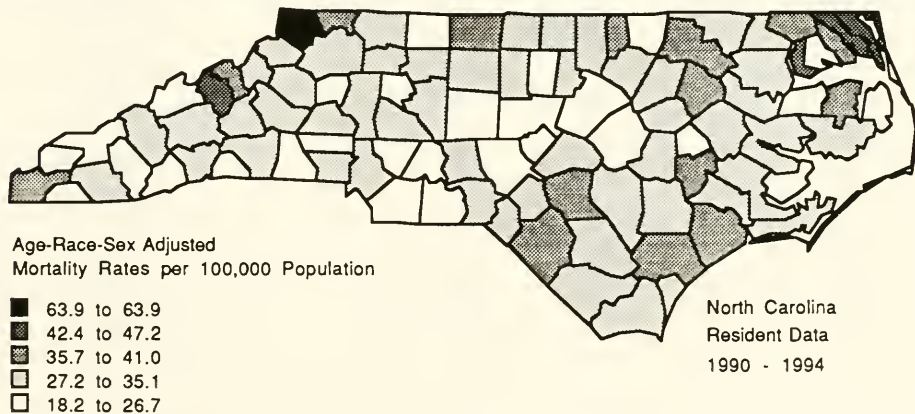 Age-Race-Sex Adjusted
Mortality Rates per 100,000 Population
63.9 to 63.9
42.4 to 47.2
35.7 to 41.0
27.2 to 35.1
18.2 to 26.7
North Carolina
Resident Data
1990 - 1994